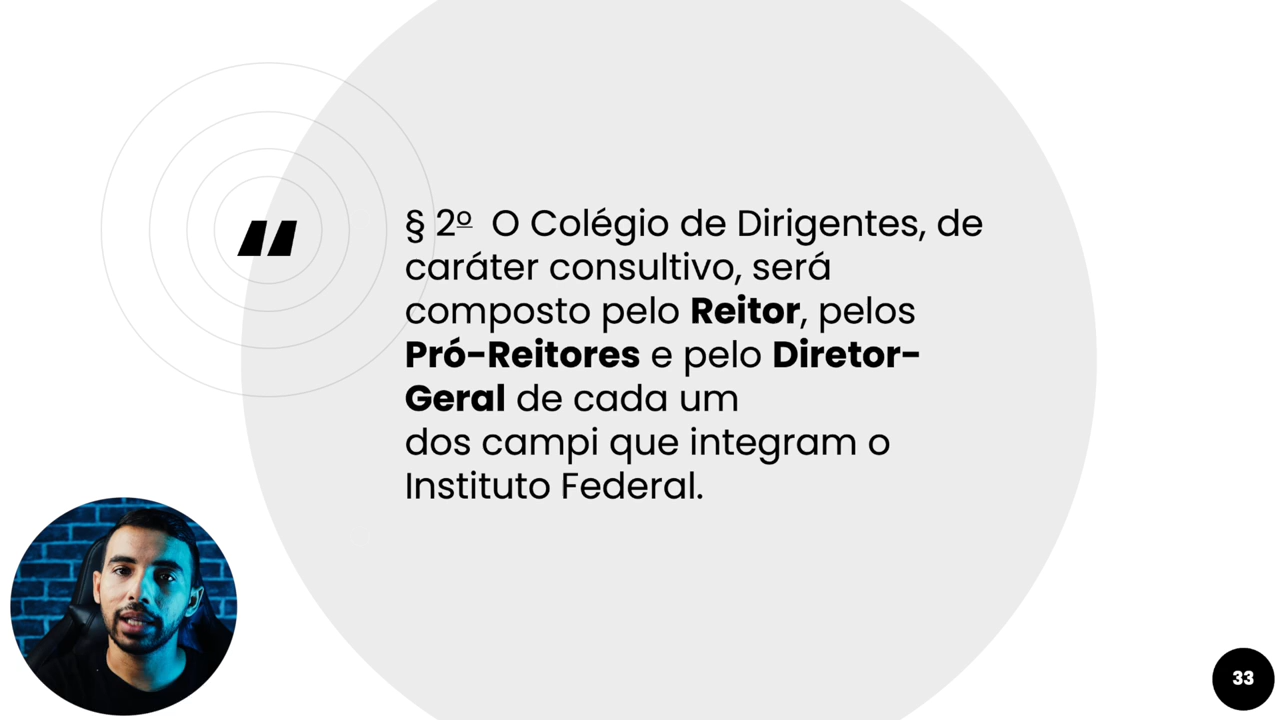 “
§ 2º O Colégio de Dirigentes, de
caráter consultivo, será
composto pelo Reitor, pelos
Pró-Reitores e pelo Diretor-
Geral de cada um
dos campi que integram o
Instituto Federal.
33